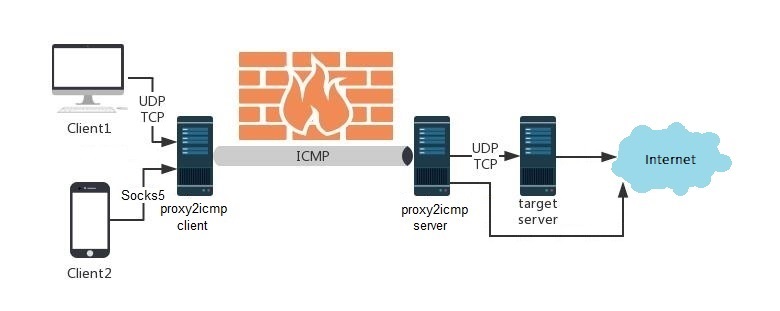 Client1
UDP
TCP
Socks5
Client2
proxy2icmp
client
ICMP
proxy2icmp
server
UDP
TCP
target
server
Internet